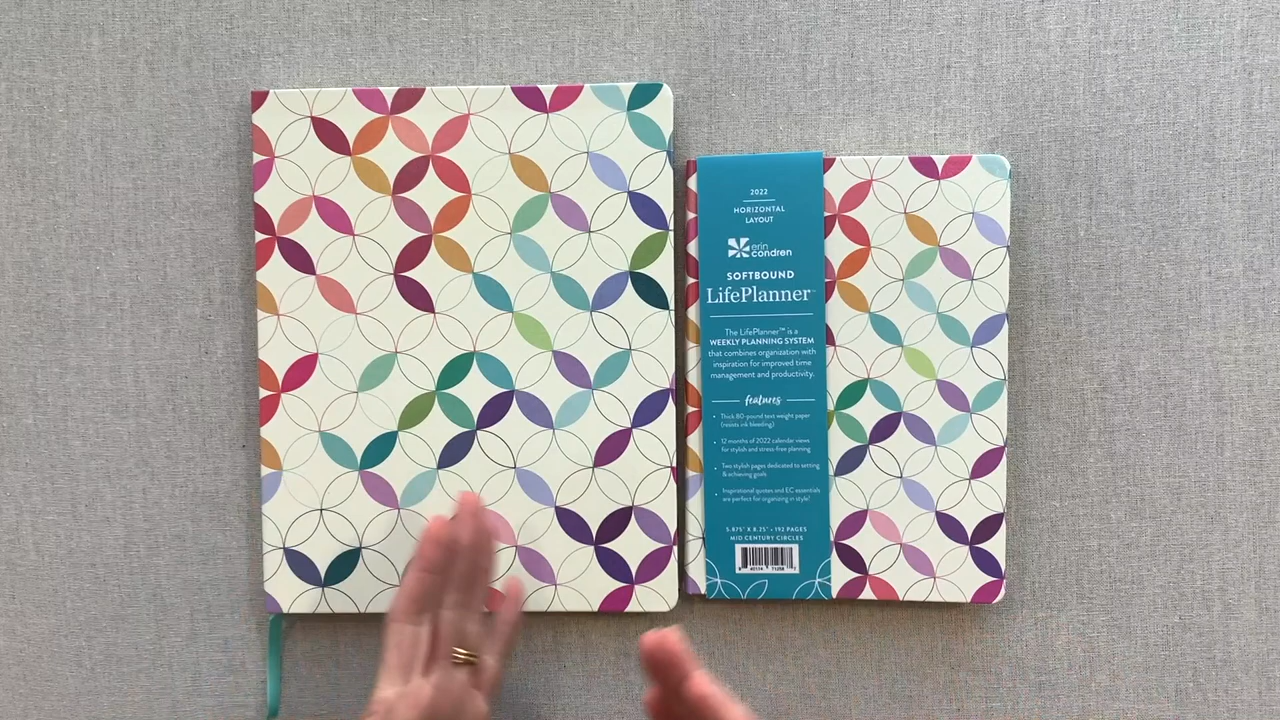 2022
HORIZONTAL
LAYOUT
erin
condren
SOFTBOUND
LifePlanner™
The LifePlanner™ is a
WEEKLY PLANNING SYSTEM
that combines organization with
inspiration for improved time
management and productivity.
features
• Thick 80-pound text weight paper
(resists ink bleeding)
• 12 months of 2022 calendar views
for stylish and stress-free planning
• Two stylish pages dedicated to setting
& achieving goals
• Inspirational quotes and EC essentials
are perfect for organizing in style!
5.875" X 8.25" • 192 PAGES
MID CENTURY CIRCLES